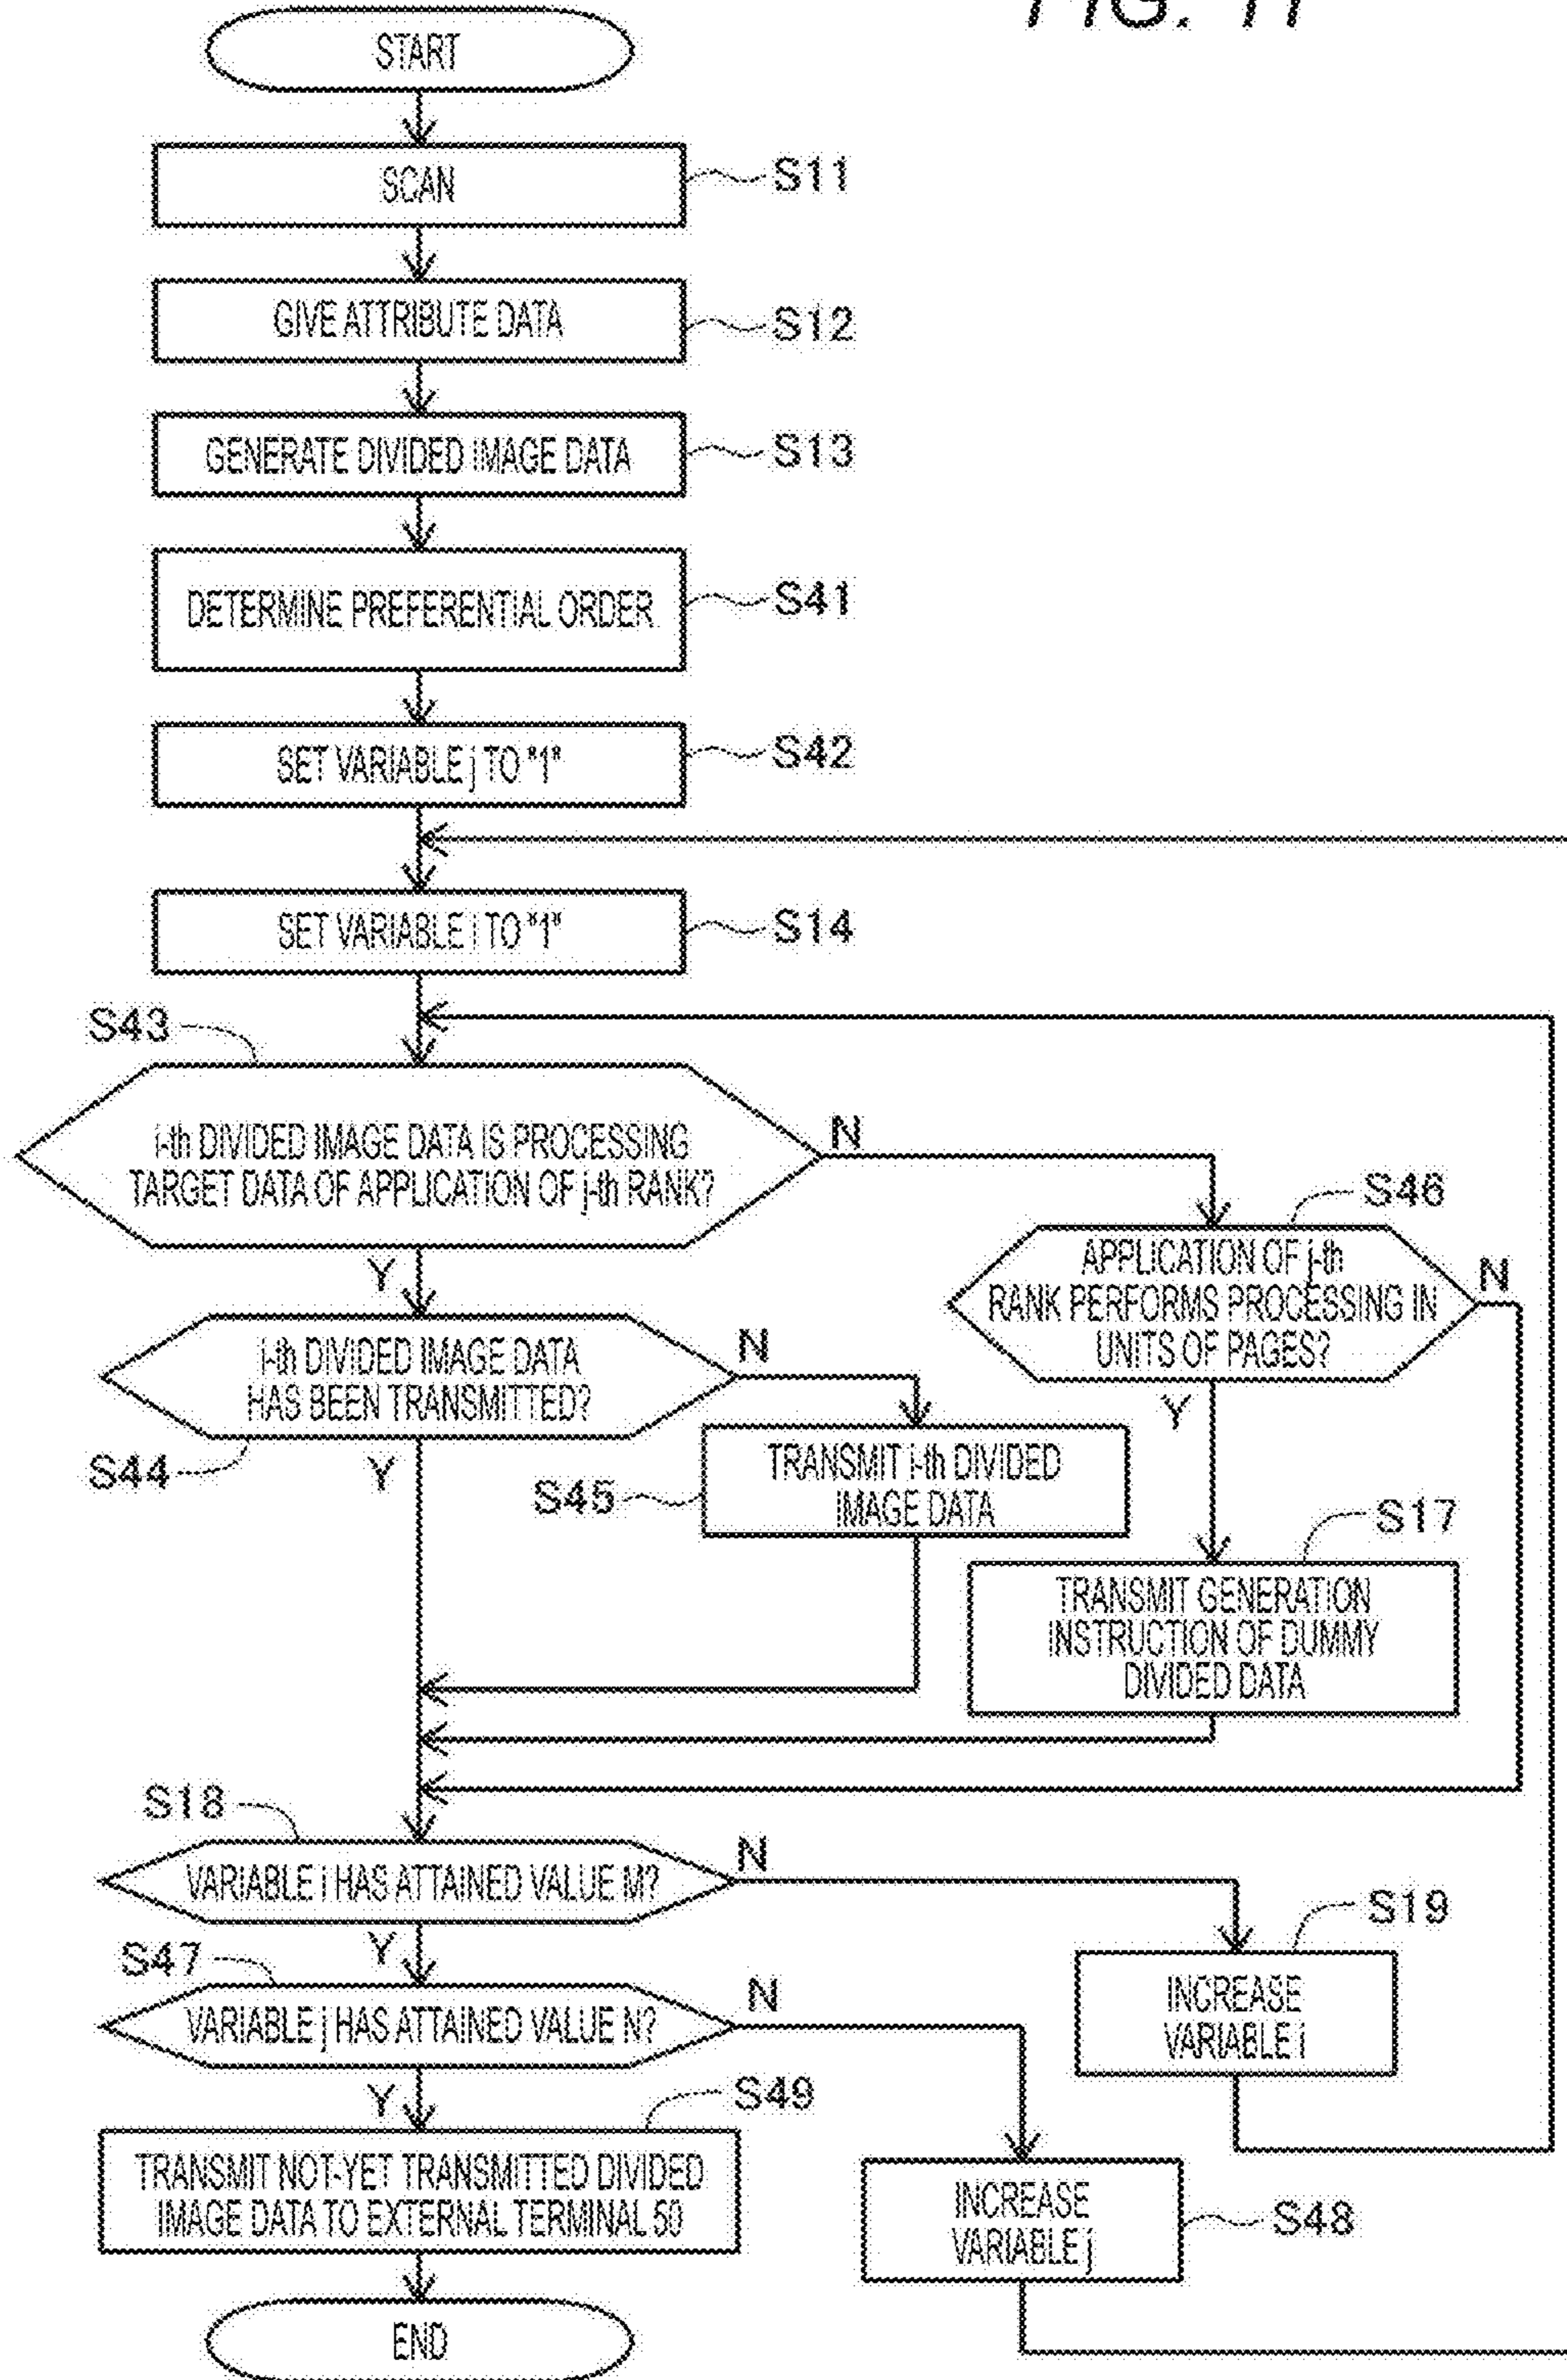 FIG. 11
START
SCAN
S11
GIVE ATTRIBUTE DATA
S12
GENERATE DIVIDED IMAGE DATA
S13
DETERMINE PREFERENTIAL ORDER
S41
SET VARIABLE j TO "1"
S42
SET VARIABLE i TO "1"
S14
S43
i-th DIVIDED IMAGE DATA IS PROCESSING
TARGET DATA OF APPLICATION OF j-th RANK?
N
Y
S46
APPLICATION OF j-th
RANK PERFORMS PROCESSING IN
UNITS OF PAGES?
N
Y
i-th DIVIDED IMAGE DATA
HAS BEEN TRANSMITTED?
N
S44
Y
S45
TRANSMIT i-th DIVIDED
IMAGE DATA
S17
TRANSMIT GENERATION
INSTRUCTION OF DUMMY
DIVIDED DATA
S18
VARIABLE i HAS ATTAINED VALUE M?
N
Y
S19
INCREASE
VARIABLE i
S47
VARIABLE j HAS ATTAINED VALUE N?
N
Y
S49
TRANSMIT NOT-YET TRANSMITTED DIVIDED
IMAGE DATA TO EXTERNAL TERMINAL 50
INCREASE
VARIABLE j
S48
END